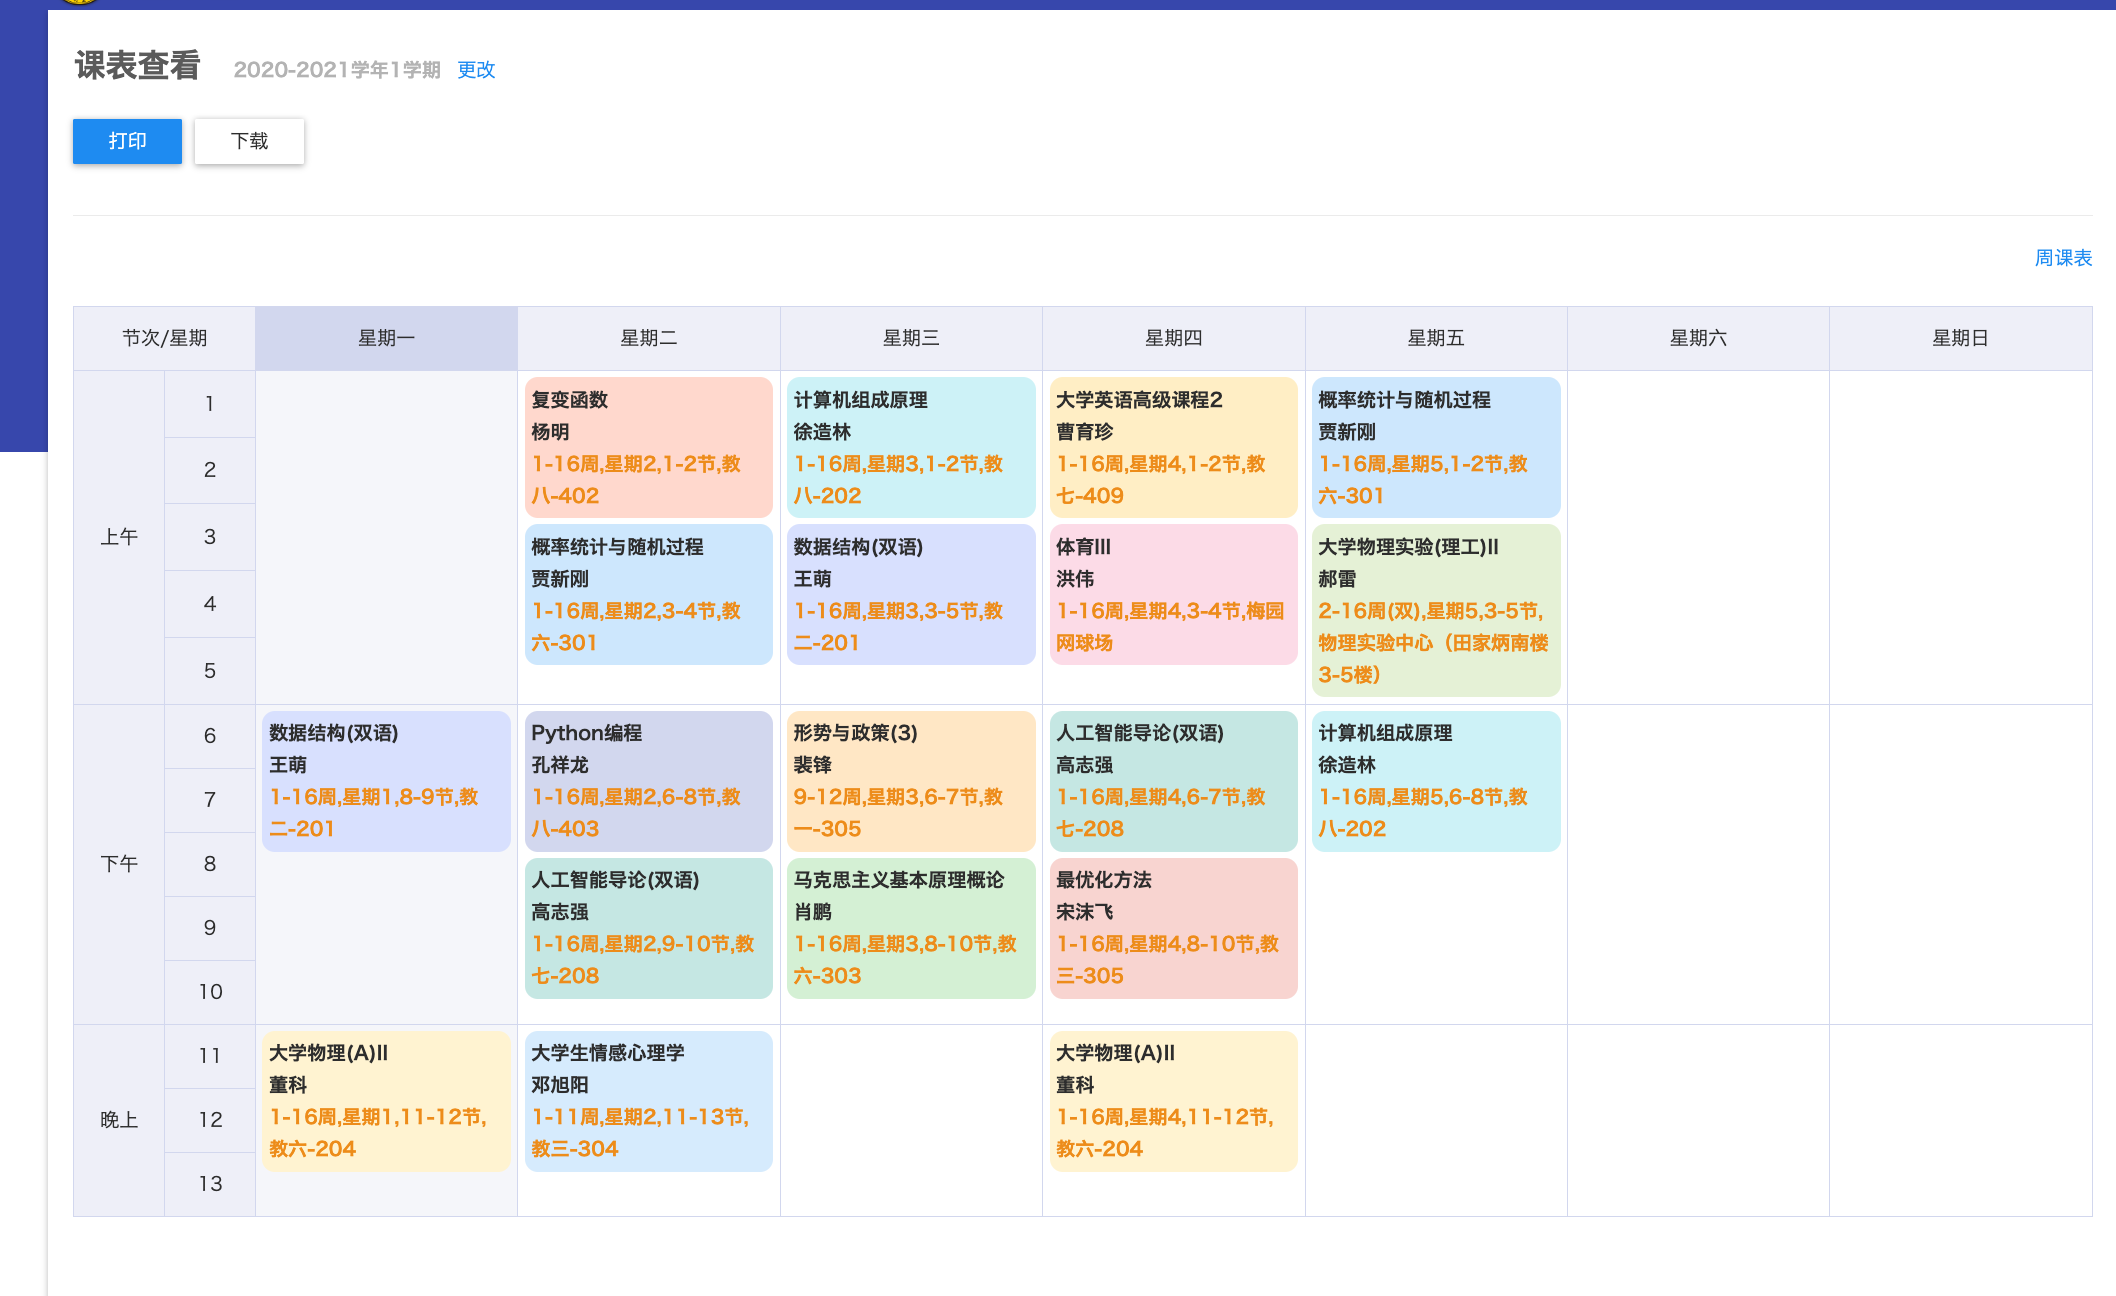 课表查看 2020-2021学年1学期 更改
打印 下载
周课表
节次/星期 星期一 星期二 星期三 星期四 星期五 星期六 星期日
上午
1
2
3
4
5
复变函数
杨明
1-16周,星期2,1-2节,教
八-402
概率统计与随机过程
贾新刚
1-16周,星期2,3-4节,教
六-301
计算机组成原理
徐造林
1-16周,星期3,1-2节,教
八-202
数据结构(双语)
王萌
1-16周,星期3,3-5节,教
二-201
大学英语高级课程2
曹育珍
1-16周,星期4,1-2节,教
七-409
体育III
洪伟
1-16周,星期4,3-4节,梅园
网球场
概率统计与随机过程
贾新刚
1-16周,星期5,1-2节,教
六-301
大学物理实验(理工)II
郝雷
2-16周(双),星期5,3-5节,
物理实验中心（田家炳南楼
3-5楼）
下午
6
7
8
9
10
数据结构(双语)
王萌
1-16周,星期1,8-9节,教
二-201
Python编程
孔祥龙
1-16周,星期2,6-8节,教
八-403
人工智能导论(双语)
高志强
1-16周,星期2,9-10节,教
七-208
形势与政策(3)
裴锋
9-12周,星期3,6-7节,教
一-305
马克思主义基本原理概论
肖鹏
1-16周,星期3,8-10节,教
六-303
人工智能导论(双语)
高志强
1-16周,星期4,6-7节,教
七-208
最优化方法
宋沫飞
1-16周,星期4,8-10节,教
三-305
计算机组成原理
徐造林
1-16周,星期5,6-8节,教
八-202
晚上
11
12
13
大学物理(A)II
董科
1-16周,星期1,11-12节,
教六-204
大学生情感心理学
邓旭阳
1-11周,星期2,11-13节,
教三-304
大学物理(A)II
董科
1-16周,星期4,11-12节,
教六-204